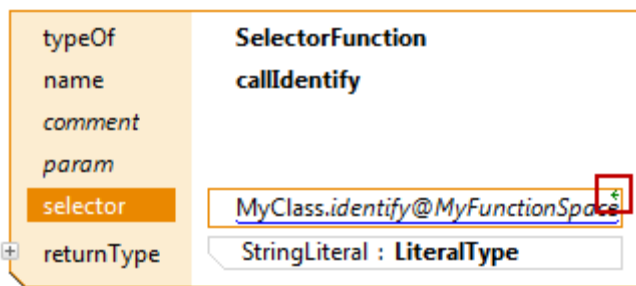 typeOf SelectorFunction
name callIdentify
comment
param
selector MyClass.identify@MyFunctionSpace
returnType StringLiteral : LiteralType